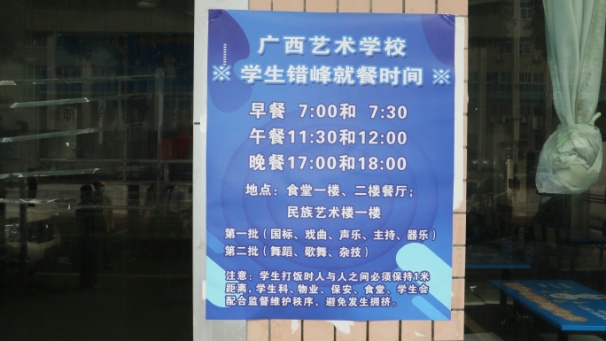 广西艺术学校
※ 学生错峰就餐时间 ※
早餐 7:00和 7:30
午餐11:30和12:00
晚餐17:00和18:00
地点：食堂一楼、二楼餐厅；
民族艺术楼一楼
第一批（国标、戏曲、声乐、主持、器乐）
第二批（舞蹈、歌舞、杂技）
注意：学生打饭时人与人之间必须保持1米
距离，学生科、物业、保安、食堂、学生会
配合监督维护秩序，避免发生拥挤。